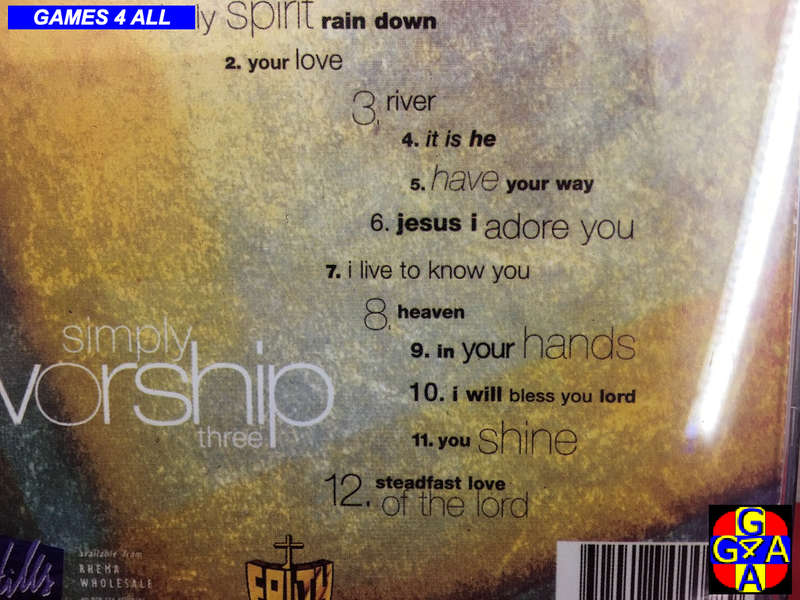 GAMES 4 ALL
ly spirit rain down
2. your love
3. river
4. it is he
5. have your way
6. jesus i adore you
7. i live to know you
8. heaven
9. in your hands
10. i will bless you lord
11. you shine
12. steadfast love
of the lord
simply
worship
three
available from
RHEMA
WHOLESALE
G
G4A
A